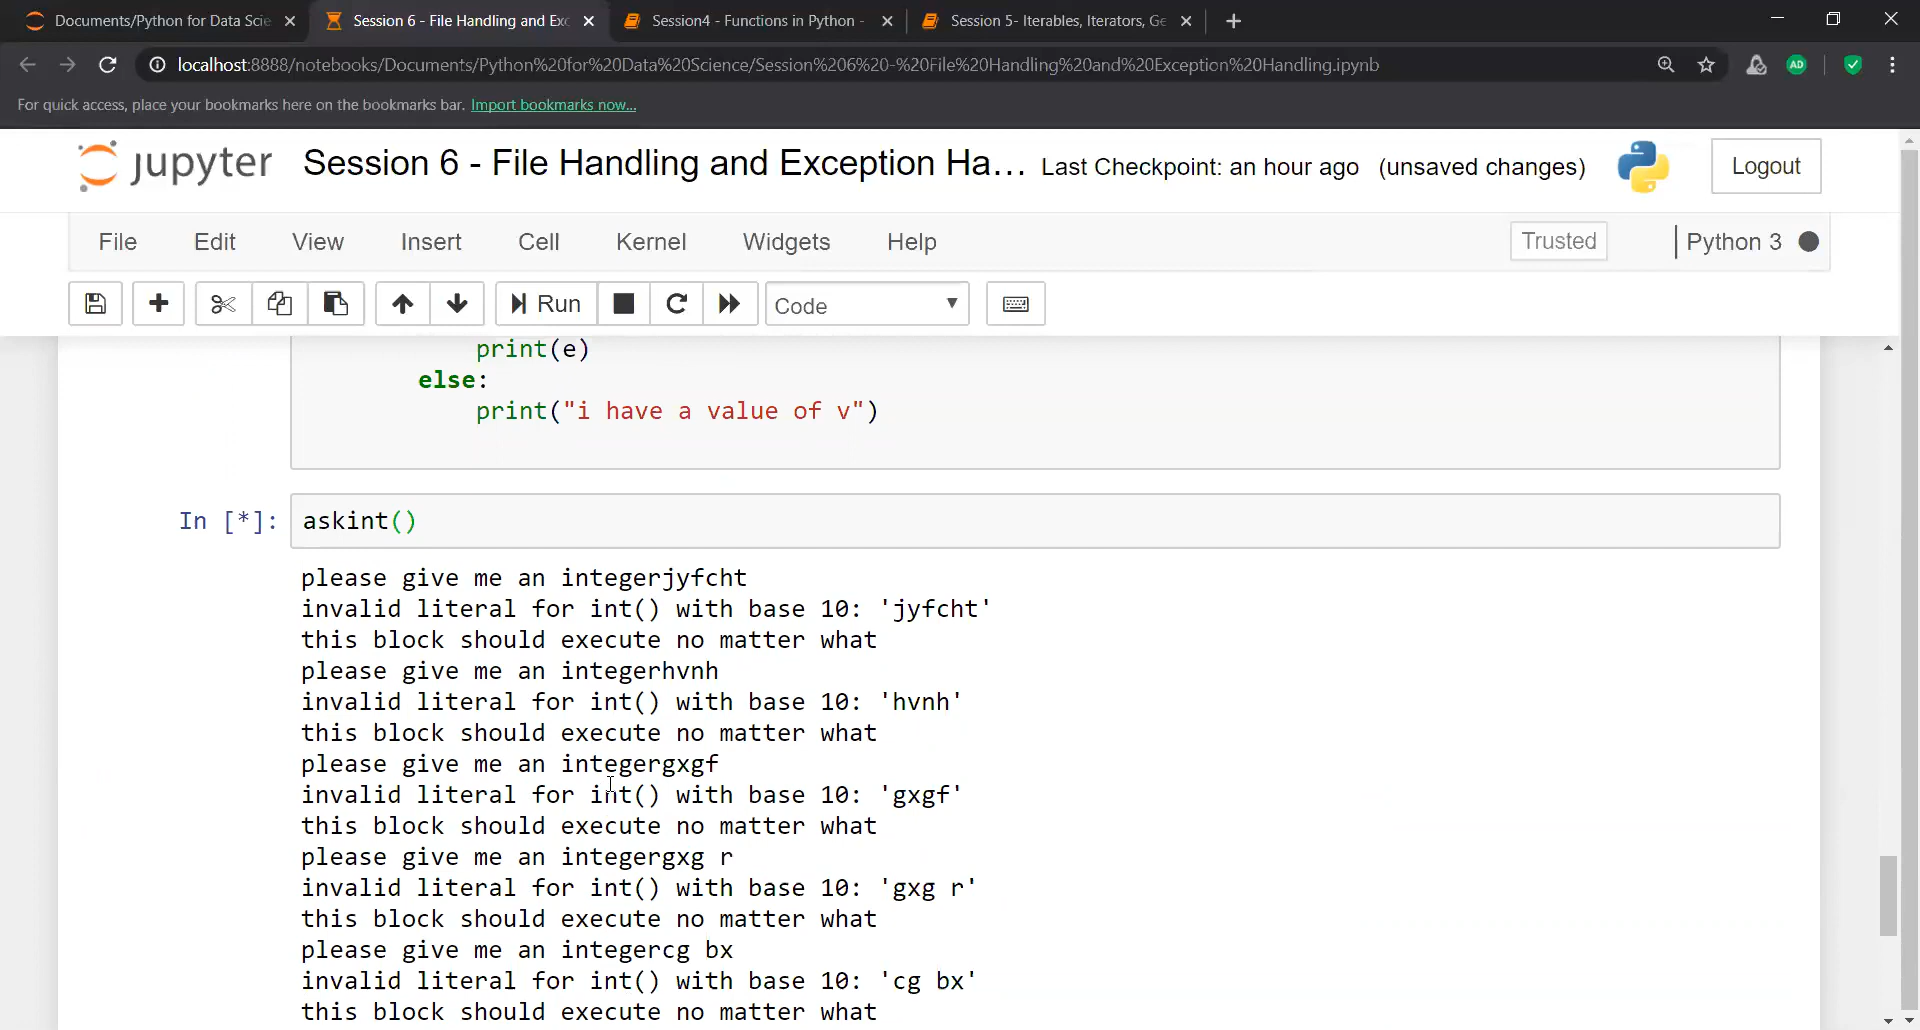 Documents/Python for Data Scie
Session 6 - File Handling and Exc
Session4 - Functions in Python -
Session 5- Iterables, Iterators, Ge
localhost:8888/notebooks/Documents/Python%20for%20Data%20Science/Session%206%20-%20File%20Handling%20and%20Exception%20Handling.ipynb
AD
For quick access, place your bookmarks here on the bookmarks bar. Import bookmarks now...
jupyter
Session 6 - File Handling and Exception Ha...
Last Checkpoint: an hour ago
(unsaved changes)
Logout
File
Edit
View
Insert
Cell
Kernel
Widgets
Help
Trusted
Python 3
Run
Code
print(e)
else:
print("i have a value of v")
In [*]:
askint()
please give me an integerjyfcht
invalid literal for int() with base 10: 'jyfcht'
this block should execute no matter what
please give me an integerhvnh
invalid literal for int() with base 10: 'hvnh'
this block should execute no matter what
please give me an integergxgf
invalid literal for int() with base 10: 'gxgf'
this block should execute no matter what
please give me an integergxg r
invalid literal for int() with base 10: 'gxg r'
this block should execute no matter what
please give me an integercg bx
invalid literal for int() with base 10: 'cg bx'
this block should execute no matter what